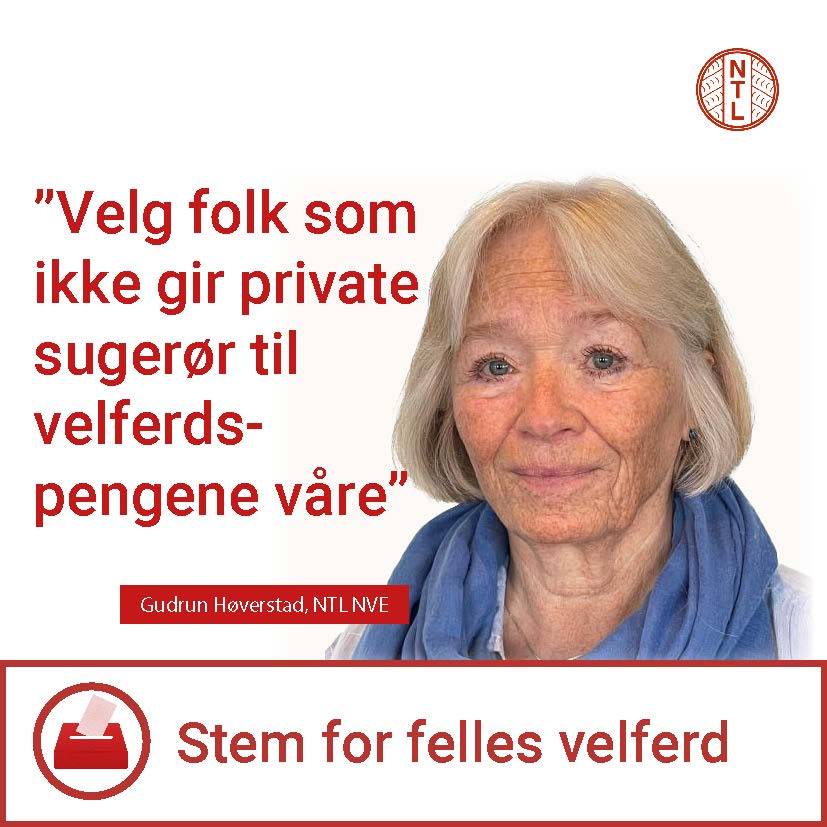 NTL
”Velg folk som
ikke gir private
sugerør til
velferds-
pengene våre”
Gudrun Høverstad, NTL NVE
Stem for felles velferd